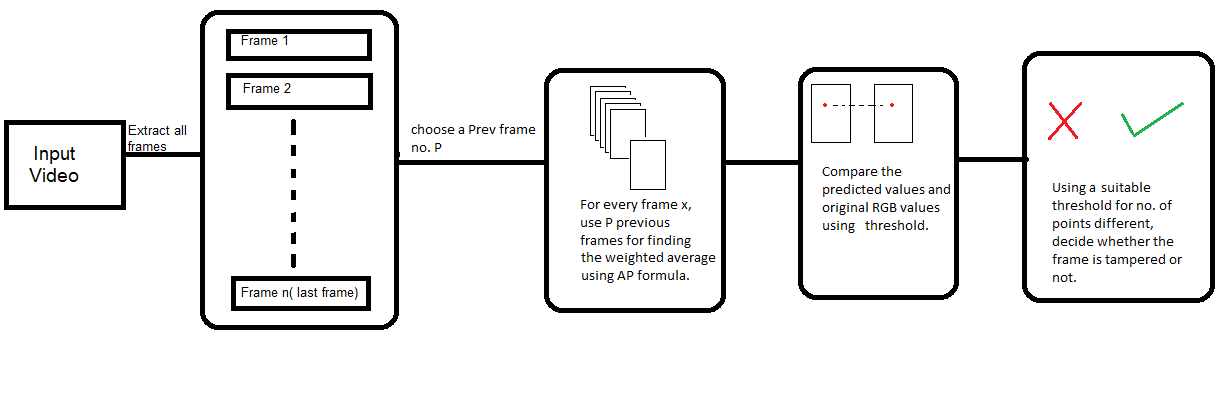 Input
Video
Extract all
frames
Frame 1
Frame 2
Frame n( last frame)
choose a Prev frame
no. P
For every frame x,
use P previous
frames for finding
the weighted average
using AP formula.
Compare the
predicted values and
original RGB values
using threshold.
Using a suitable
threshold for no. of
points different,
decide whether the
frame is tampered or
not.